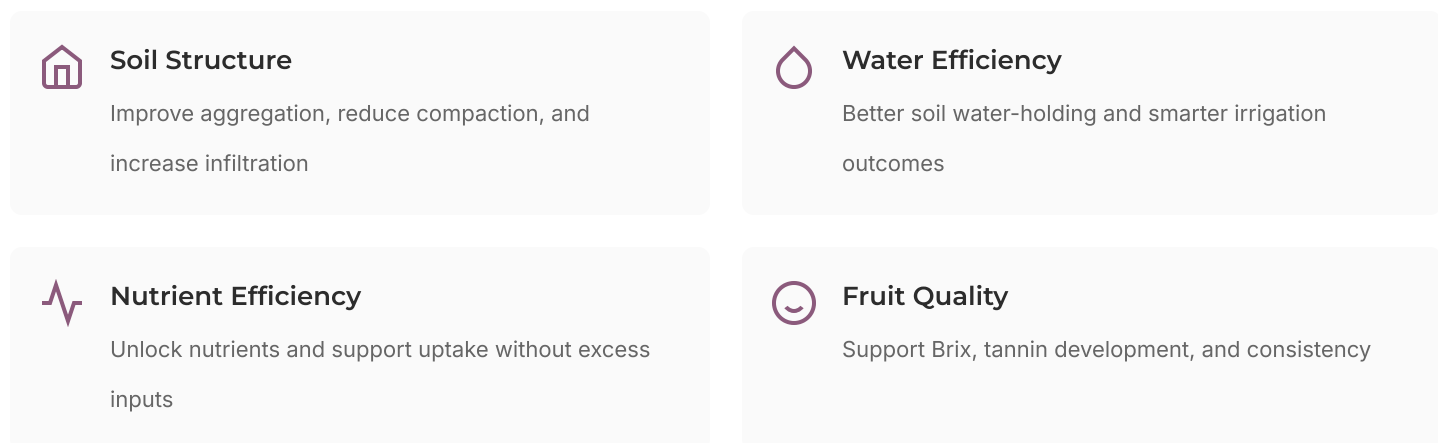 Soil Structure
Improve aggregation, reduce compaction, and
increase infiltration
Water Efficiency
Better soil water-holding and smarter irrigation
outcomes
Nutrient Efficiency
Unlock nutrients and support uptake without excess
inputs
Fruit Quality
Support Brix, tannin development, and consistency